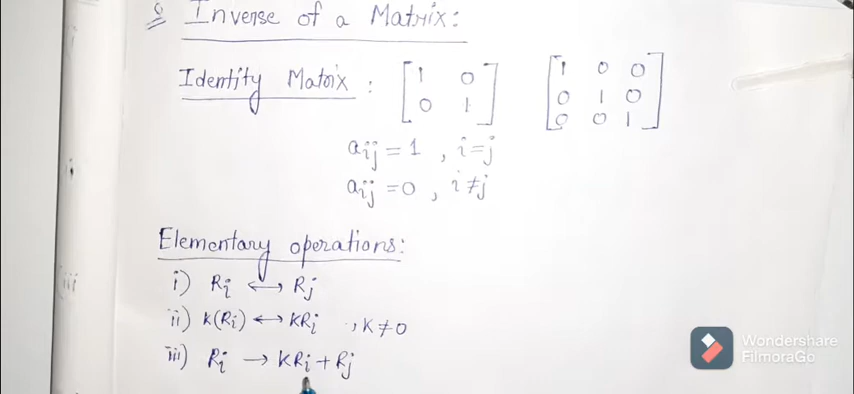 Inverse of a Matrix:
Identity Matrix : [1 0 0 1] [1 0 0 0 1 0 0 0 1]
aij = 1 , i=j
aij = 0 , i≠j
Elementary operations:
i) Ri ↔ Rj
ii) K(Ri) ↔ KRi , K≠0
iii) Ri → KRi + Rj
Wondershare
FilmoraGo